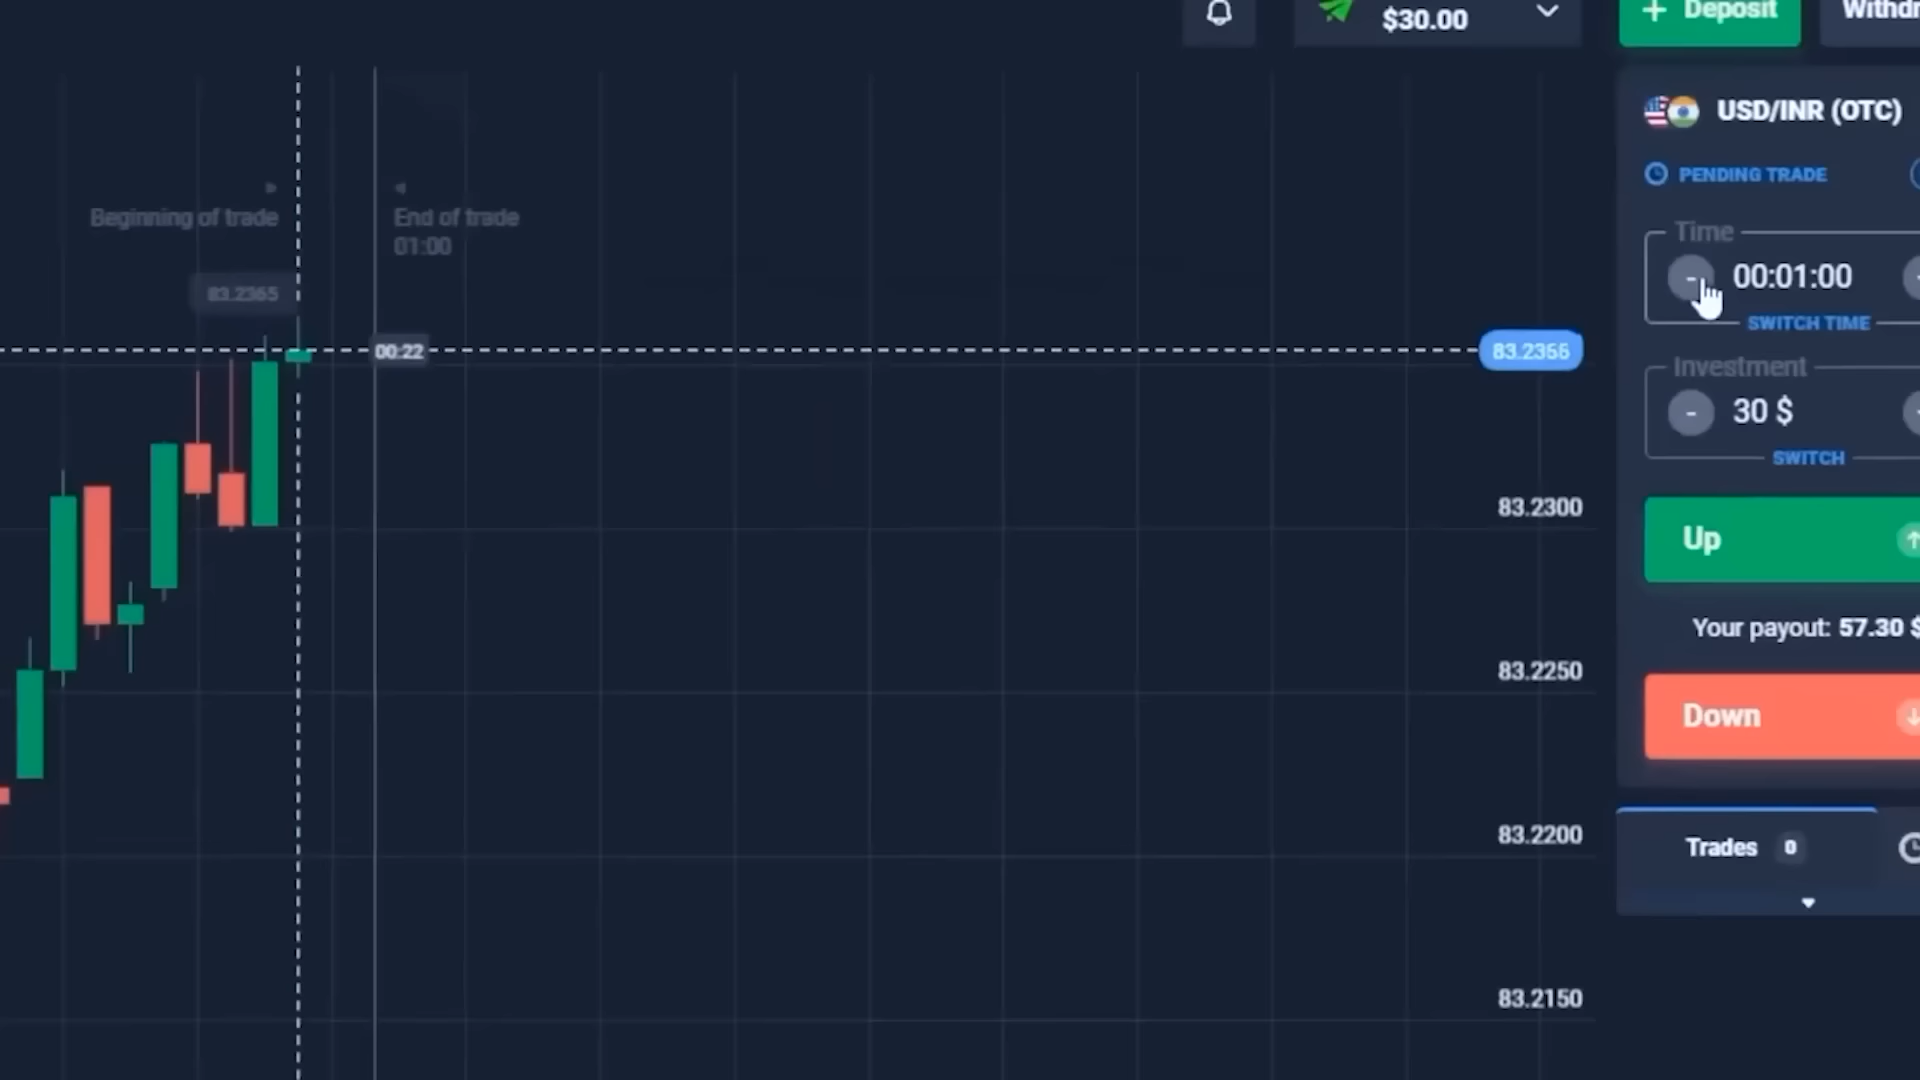 $30.00
+ Deposit
Withdr
USD/INR (OTC)
PENDING TRADE
Beginning of trade
End of trade
01:00
Time
- 00:01:00
SWITCH TIME
83.2365
00:22
83.2355
Investment
- 30 $
SWITCH
83.2300
Up
Your payout: 57.30 $
83.2250
Down
83.2200
Trades 0
83.2150